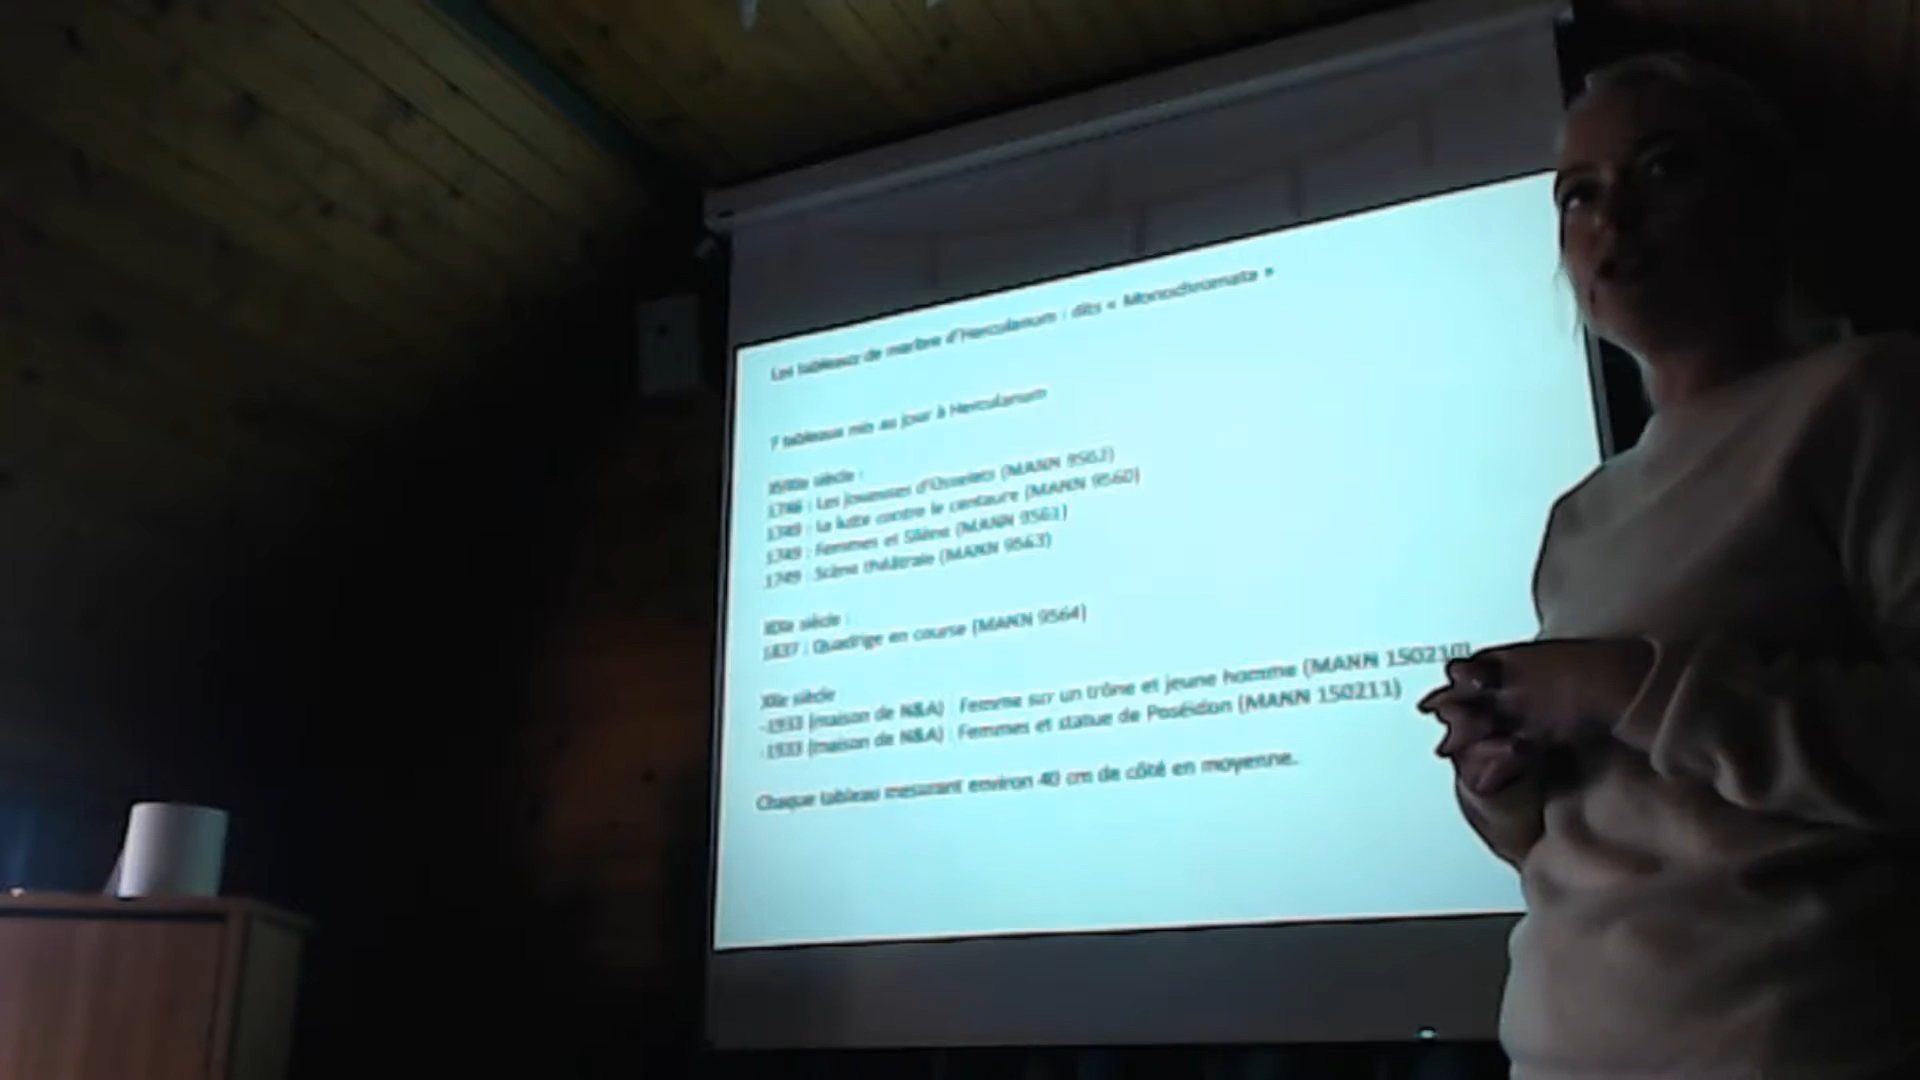 Les tableaux de marbre d'Herculanum : dits « Monochromata »
7 tableaux mis au jour à Herculanum
XVIIIe siècle :
1746 : Les joueuses d'Osselets (MANN 9562)
1749 : La lutte contre le centaure (MANN 9560)
1749 : Femmes et Silène (MANN 9561)
1749 : Scène théâtrale (MANN 9563)
XIXe siècle :
1837 : Quadrige en course (MANN 9564)
XXe siècle
-1933 (maison de N&A) : Femme sur un trône et jeune homme (MANN 150210)
-1933 (maison de N&A) : Femmes et statue de Poséidon (MANN 150211)
Chaque tableau mesurant environ 40 cm de côté en moyenne.